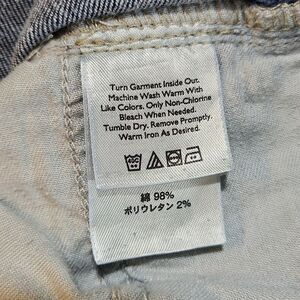 Turn Garment Inside Out.
Machine Wash Warm With
Like Colors. Only Non-Chlorine
Bleach When Needed.
Tumble Dry. Remove Promptly.
Warm Iron As Desired.
綿 98%
ポリウレタン 2%